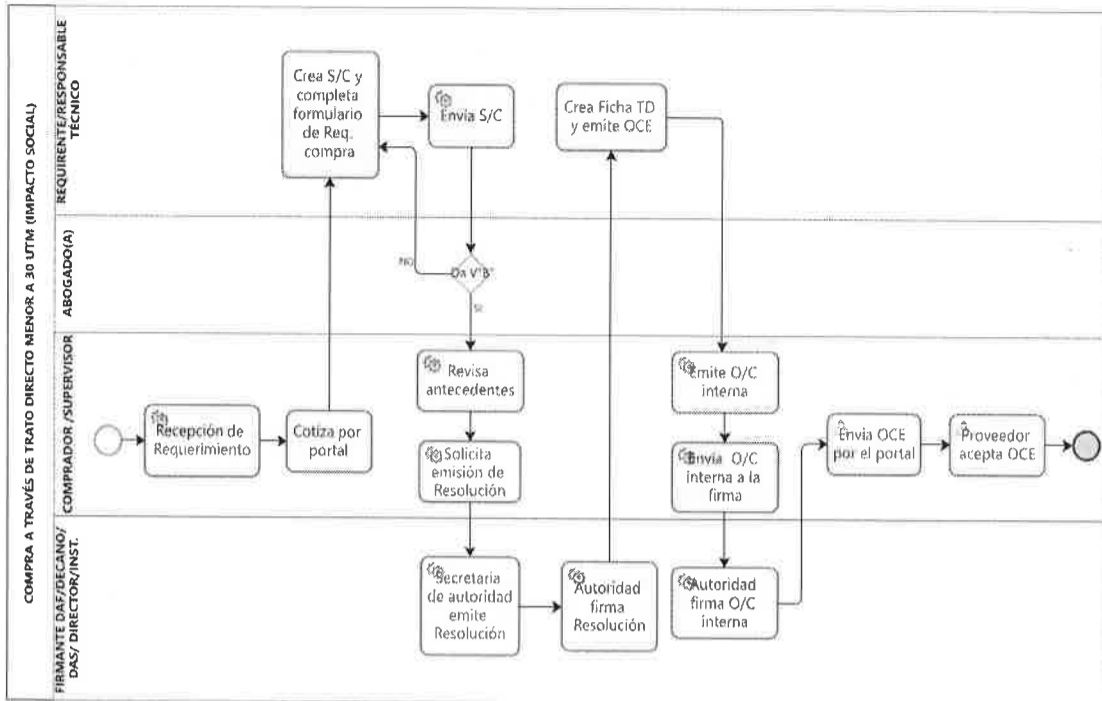 COMPRA A TRAVÉS DE TRATO DIRECTO MENOR A 30 UTM (IMPACTO SOCIAL)
REQUIRENTE/RESPONSABLE
TÉCNICO
Crea S/C y
completa
formulario
de Req.
compra
Envia S/C
Crea Ficha TD
y emite OCE
ABOGADO(A)
NO
Da V°B°
SI
COMPRADOR /SUPERVISOR
Recepción de
Requerimiento
Cotiza por
portal
Revisa
antecedentes
Solicita
emisión de
Resolución
Emite O/C
interna
Envia O/C
interna a la
firma
Envia OCE
por el portal
Proveedor
acepta OCE
FIRMANTE DAF/DECANO/
DAS/ DIRECTOR/INST.
Secretaria
de autoridad
emite
Resolución
Autoridad
firma
Resolución
Autoridad
firma O/C
interna